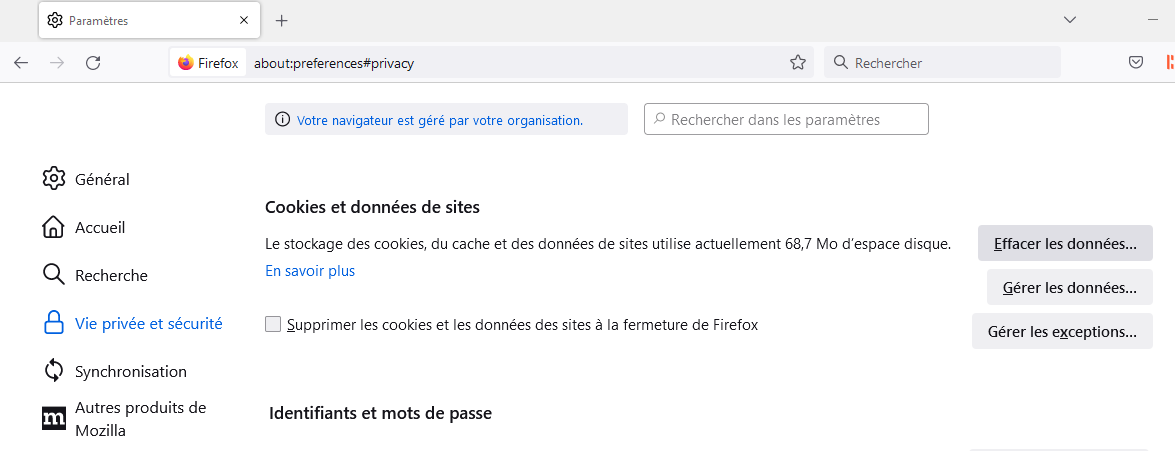 Paramètres
Firefox
about:preferences#privacy
Rechercher
Votre navigateur est géré par votre organisation.
Rechercher dans les paramètres
Général
Accueil
Recherche
Vie privée et sécurité
Synchronisation
m
Autres produits de
Mozilla
Cookies et données de sites
Le stockage des cookies, du cache et des données de sites utilise actuellement 68,7 Mo d’espace disque.
En savoir plus
Effacer les données...
Gérer les données...
Supprimer les cookies et les données des sites à la fermeture de Firefox
Gérer les exceptions...
Identifiants et mots de passe